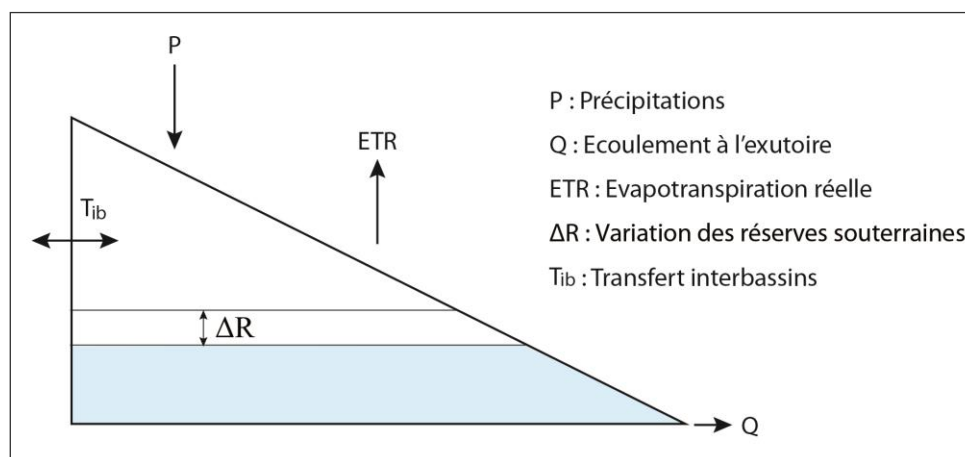 P
ETR
Tib
ΔR
Q
P : Précipitations
Q : Ecoulement à l'exutoire
ETR : Evapotranspiration réelle
ΔR : Variation des réserves souterraines
Tib : Transfert interbassins